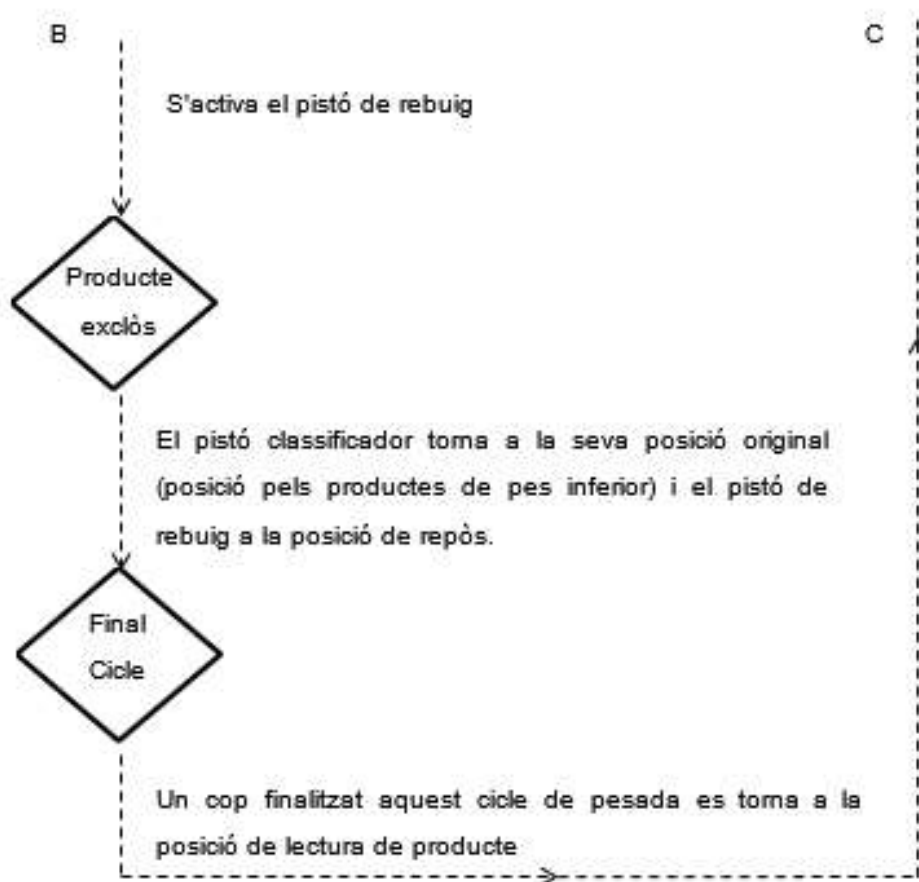 B
C
S'activa el pistó de rebuig
Producte
exclòs
El pistó classificador torna a la seva posició original
(posició pels productes de pes inferior) i el pistó de
rebuig a la posició de repòs.
Final
Cicle
Un cop finalitzat aquest cicle de pesada es torna a la
posició de lectura de producte